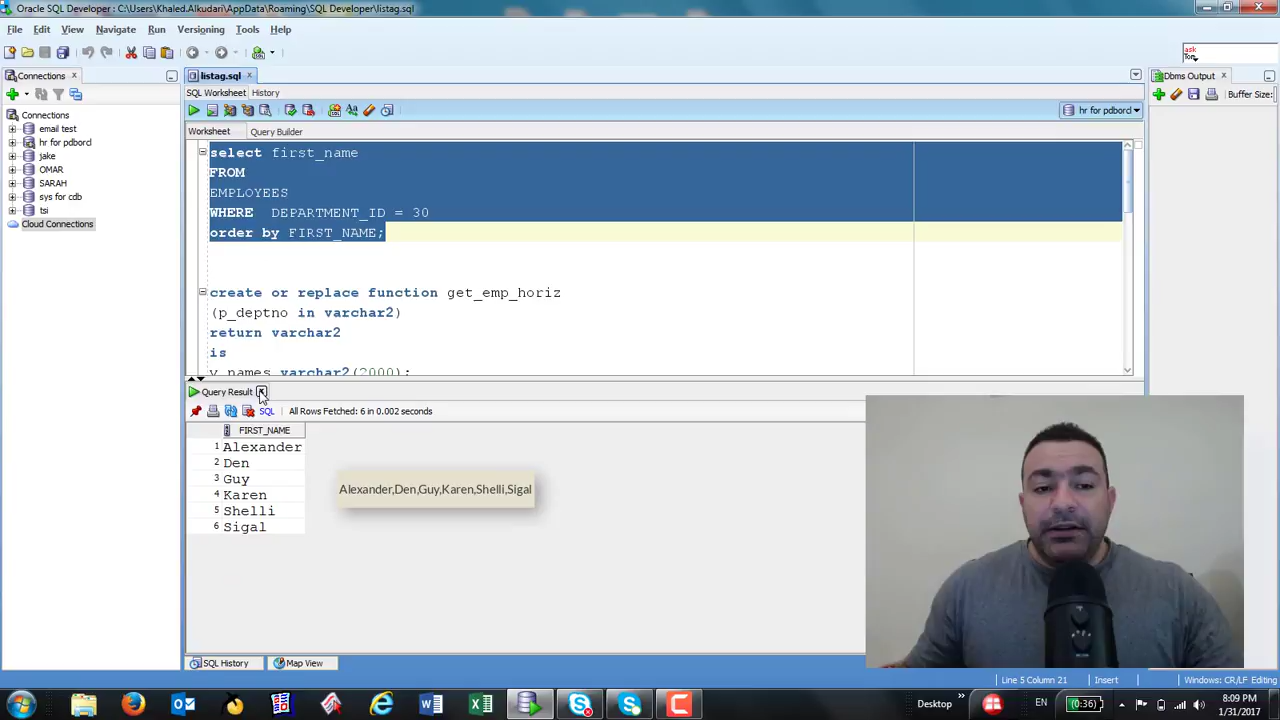 Oracle SQL Developer : C:\Users\Khaled.Alkudari\AppData\Roaming\SQL Developer\listag.sql
File Edit View Navigate Run Versioning Tools Help
ask
Tom
Connections
listag.sql
Dbms Output
SQL Worksheet History
Buffer Size:
Connections
email test
hr for pdborcl
jake
OMAR
SARAH
sys for cdb
tsi
Cloud Connections
hr for pdborcl
Worksheet Query Builder
select first_name
FROM
EMPLOYEES
WHERE DEPARTMENT_ID = 30
order by FIRST_NAME;
create or replace function get_emp_horiz
(p_deptno in varchar2)
return varchar2
is
v_names varchar2(2000);
Query Result
SQL All Rows Fetched: 6 in 0.002 seconds
FIRST_NAME
1 Alexander
2 Den
3 Guy
4 Karen
5 Shelli
6 Sigal
Alexander,Den,Guy,Karen,Shelli,Sigal
SQL History Map View
Line 5 Column 21 Insert Windows: CR/LF Editing
Desktop » EN (0:36) 8:09 PM
1/31/2017